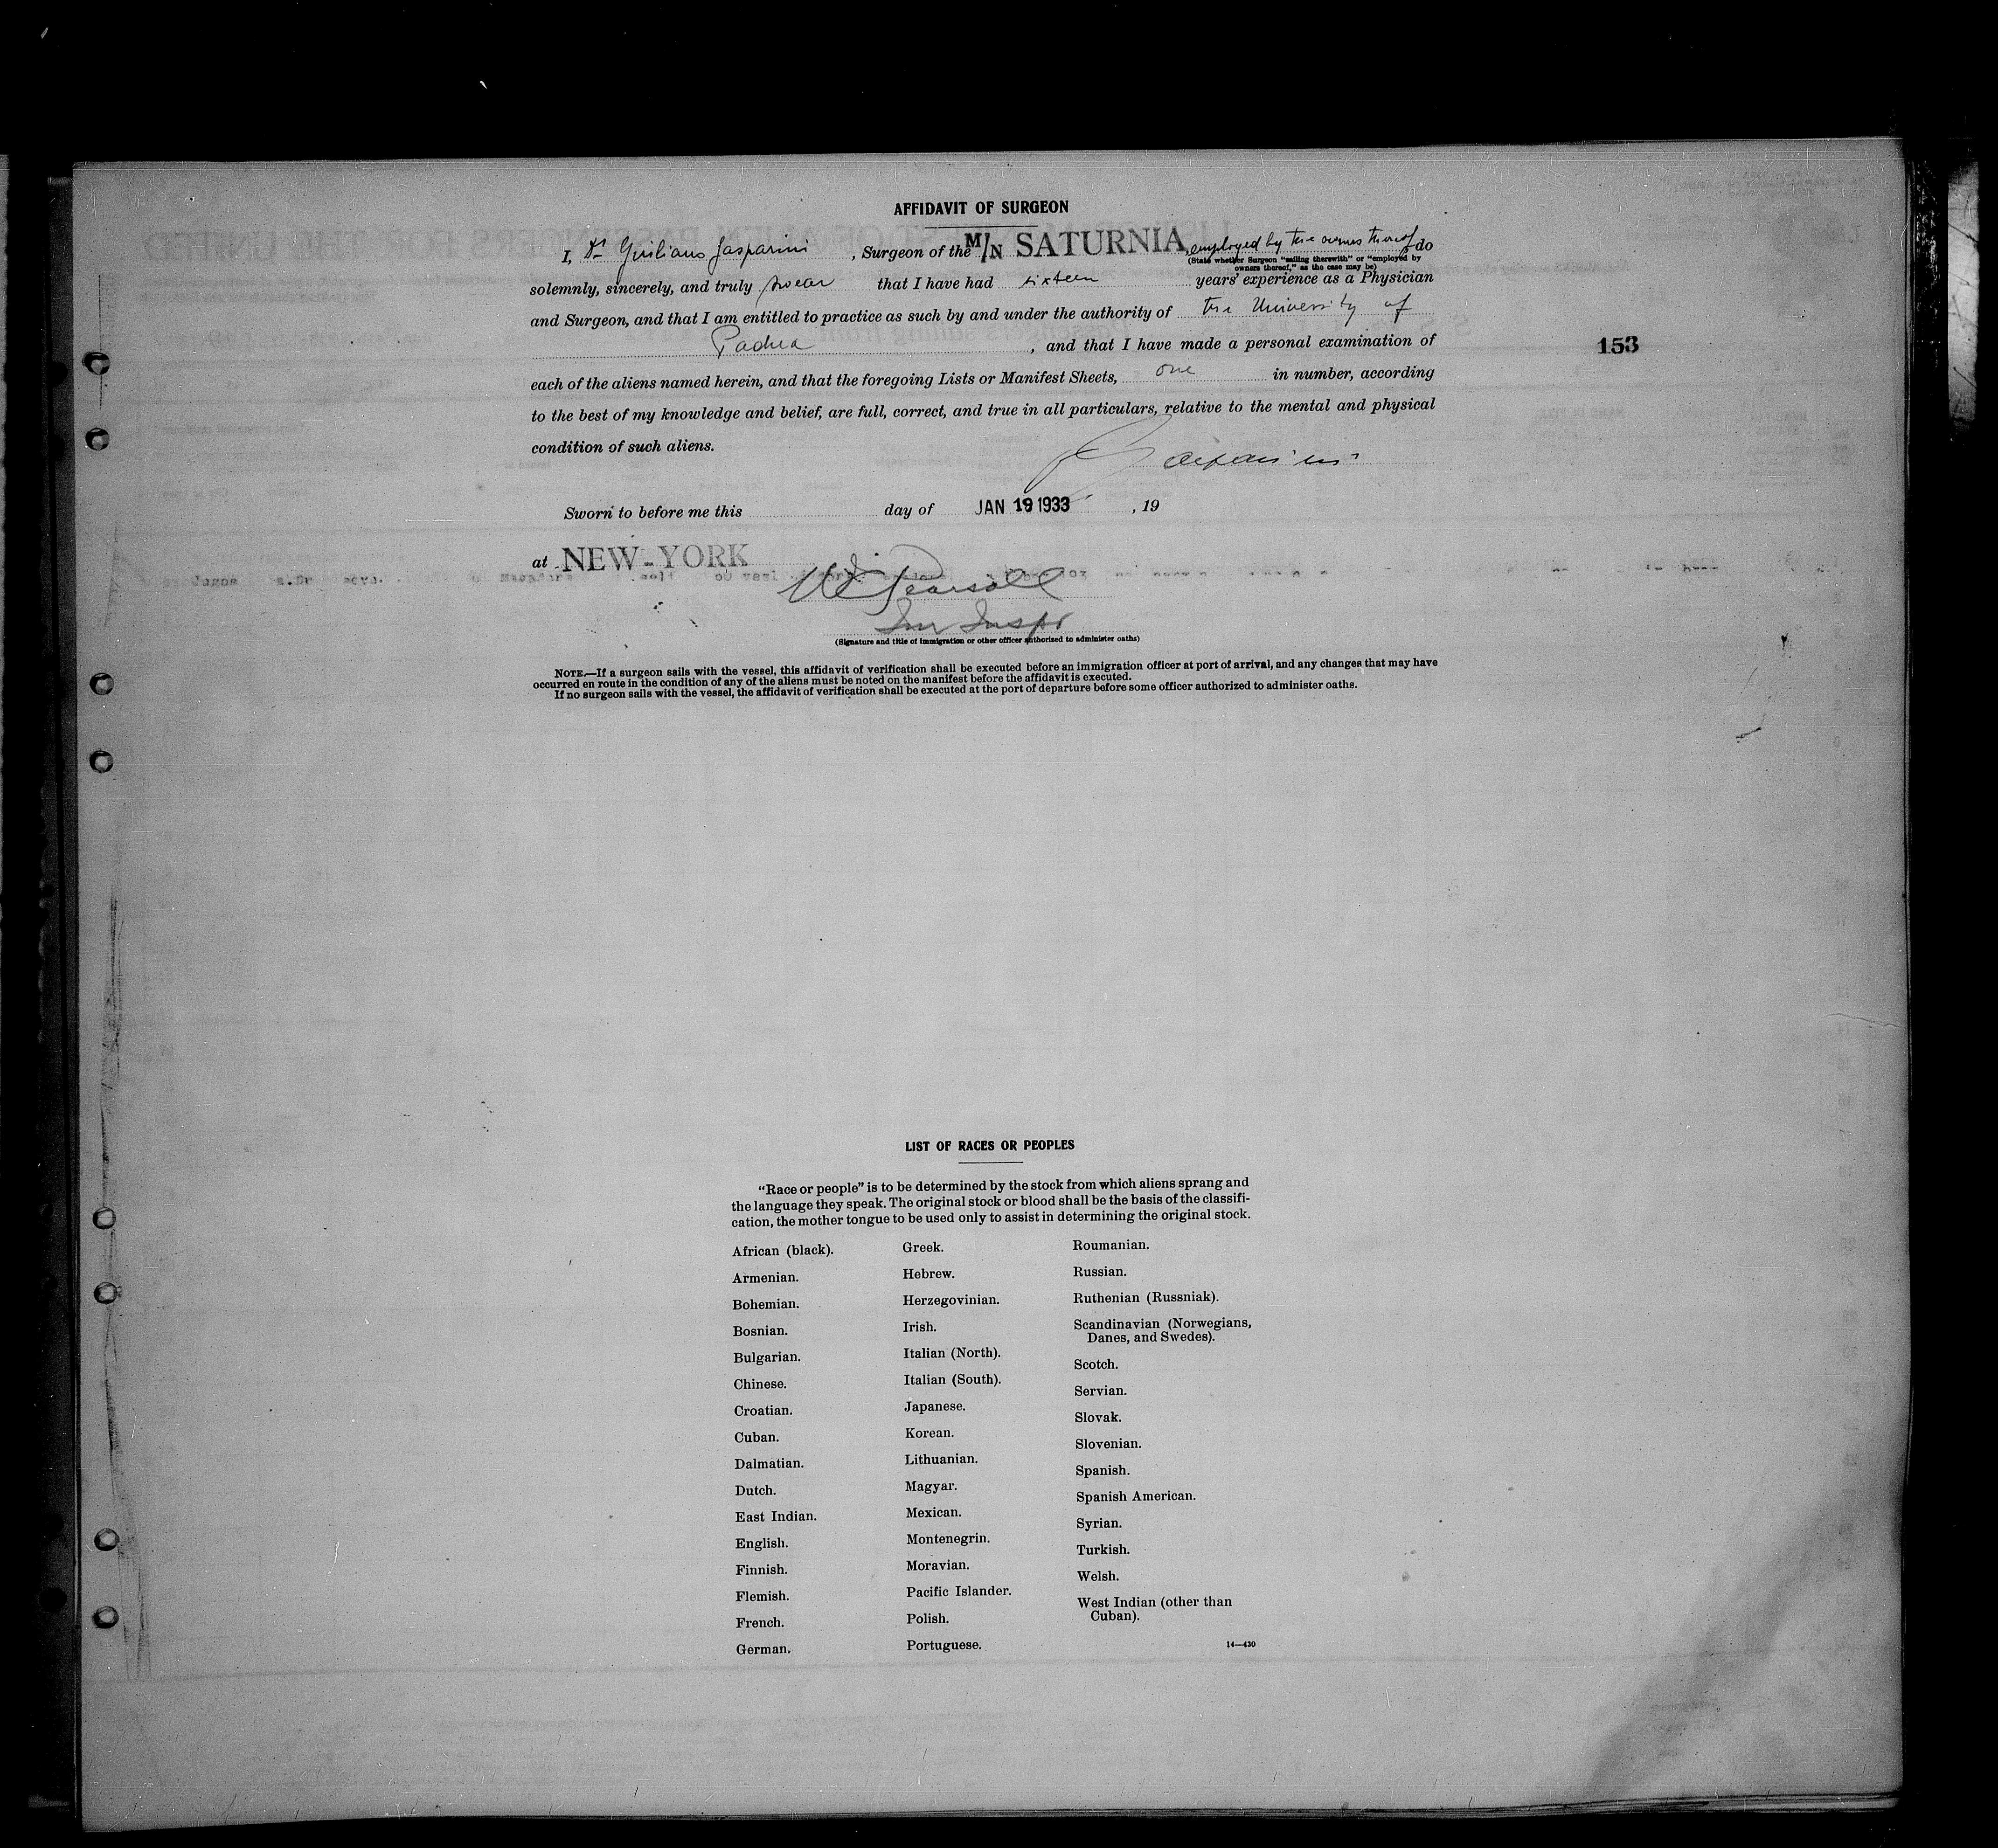 AFFIDAVIT OF SURGEON
I, Dr Giuliano Gasparini, Surgeon of the M/N SATURNIA, employed by the owners thereof do
(State whether Surgeon "sailing therewith" or "employed by
owners thereof," as the case may be)
solemnly, sincerely, and truly swear that I have had sixteen years' experience as a Physician
and Surgeon, and that I am entitled to practice as such by and under the authority of the University of
Padua, and that I have made a personal examination of
153
each of the aliens named herein, and that the foregoing Lists or Manifest Sheets, one in number, according
to the best of my knowledge and belief, are full, correct, and true in all particulars, relative to the mental and physical
condition of such aliens.
Gasparini
Sworn to before me this day of JAN 19 1933, 19
at NEW-YORK
Pearsall
Imm Inspr
(Signature and title of immigration or other officer authorized to administer oaths)
NOTE.—If a surgeon sails with the vessel, this affidavit of verification shall be executed before an immigration officer at port of arrival, and any changes that may have
occurred en route in the condition of any of the aliens must be noted on the manifest before the affidavit is executed.
If no surgeon sails with the vessel, the affidavit of verification shall be executed at the port of departure before some officer authorized to administer oaths.
LIST OF RACES OR PEOPLES
"Race or people" is to be determined by the stock from which aliens sprang and
the language they speak. The original stock or blood shall be the basis of the classifi-
cation, the mother tongue to be used only to assist in determining the original stock.
African (black).
Armenian.
Bohemian.
Bosnian.
Bulgarian.
Chinese.
Croatian.
Cuban.
Dalmatian.
Dutch.
East Indian.
English.
Finnish.
Flemish.
French.
German.
Greek.
Hebrew.
Herzegovinian.
Irish.
Italian (North).
Italian (South).
Japanese.
Korean.
Lithuanian.
Magyar.
Mexican.
Montenegrin.
Moravian.
Pacific Islander.
Polish.
Portuguese.
Roumanian.
Russian.
Ruthenian (Russniak).
Scandinavian (Norwegians,
Danes, and Swedes).
Scotch.
Servian.
Slovak.
Slovenian.
Spanish.
Spanish American.
Syrian.
Turkish.
Welsh.
West Indian (other than
Cuban).
14—430